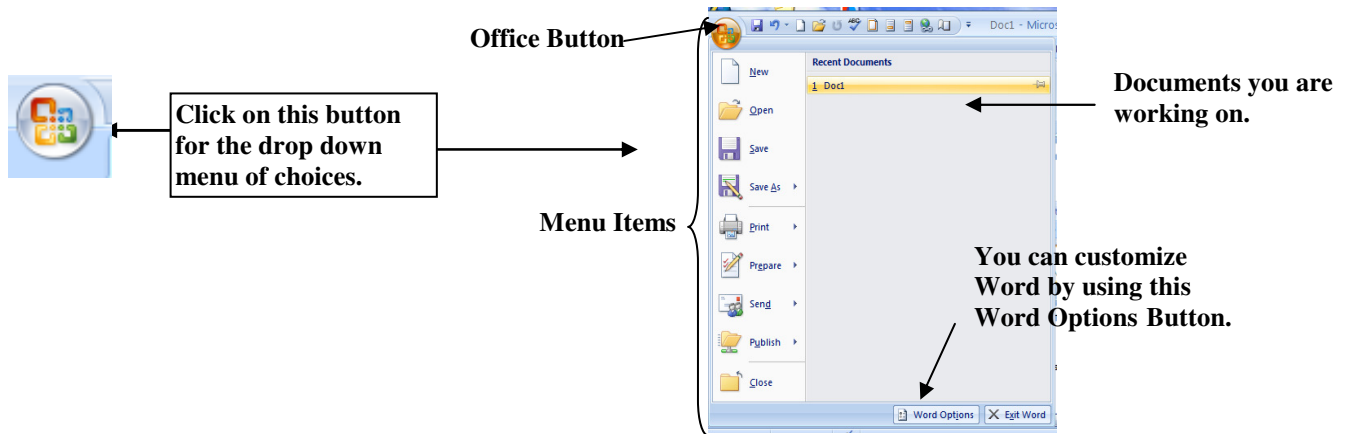 Office Button
Doc1 - Micros
Click on this button
for the drop down
menu of choices.
Menu Items
New
Open
Save
Save As
Print
Prepare
Send
Publish
Close
Recent Documents
1 Doc1
Documents you are
working on.
You can customize
Word by using this
Word Options Button.
Word Options
Exit Word